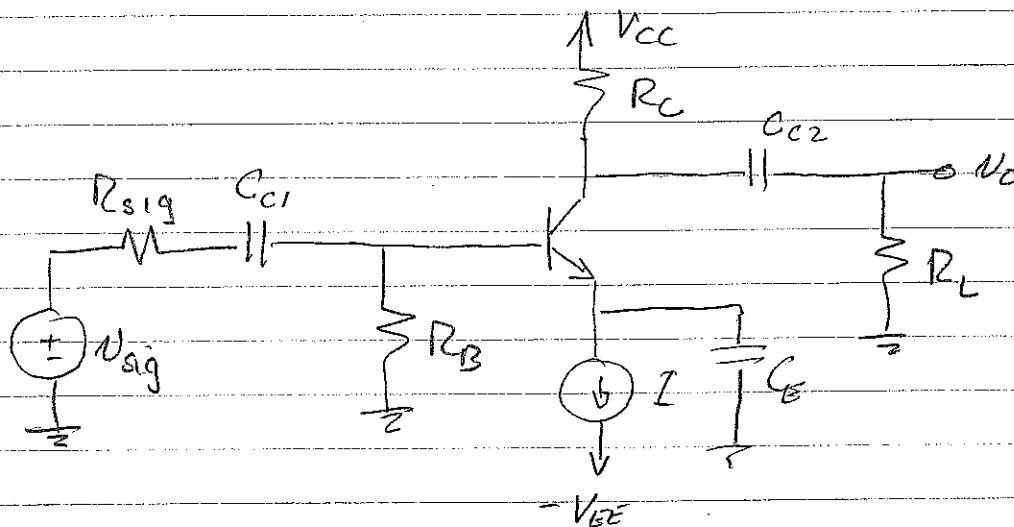 V_CC
R_C
C_C2
v_O
R_sig
C_C1
R_L
+
−
v_sig
R_B
I
C_E
-V_EE